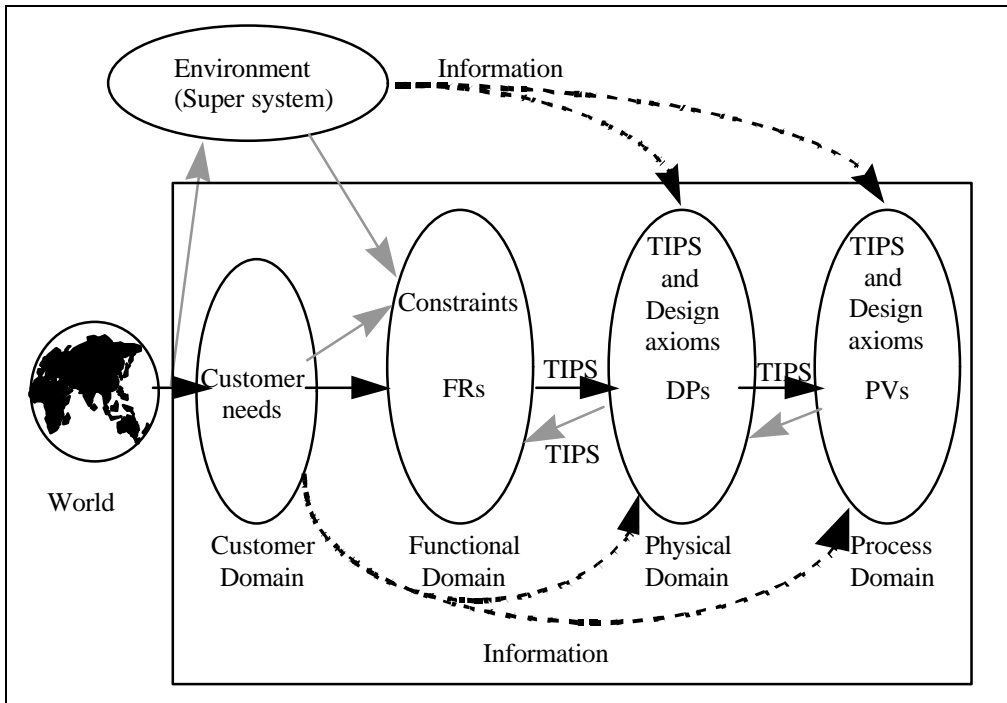 Environment
(Super system)
Information
Constraints
FRs
TIPS
and
Design
axioms
DPs
TIPS
and
Design
axioms
PVs
Customer
needs
TIPS
TIPS
TIPS
World
Customer
Domain
Functional
Domain
Physical
Domain
Process
Domain
Information